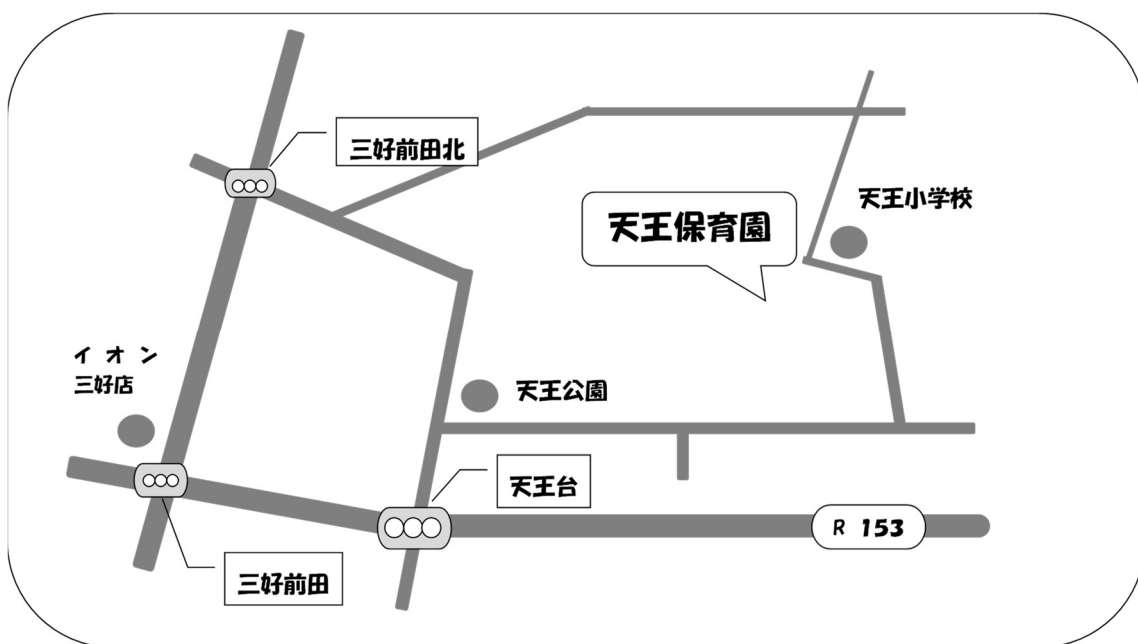 三好前田北
天王小学校
天王保育園
イオン
三好店
天王公園
天王台
R 153
三好前田